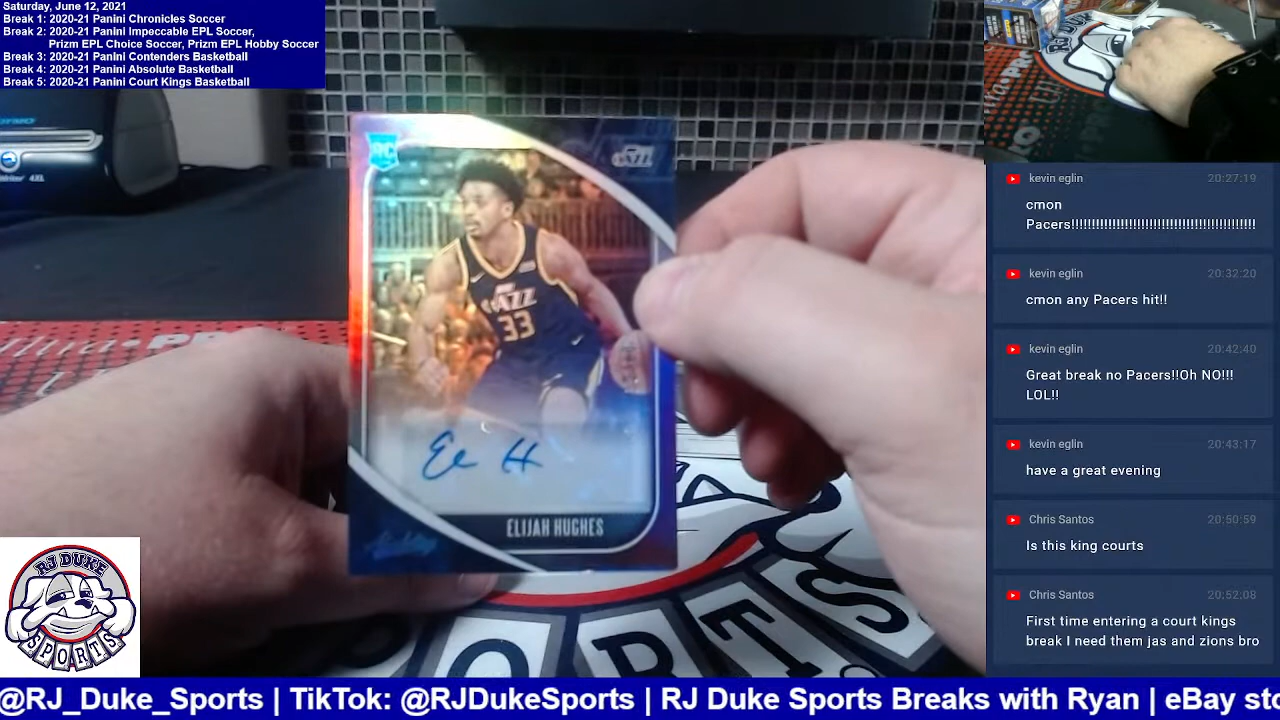 Saturday, June 12, 2021
Break 1: 2020-21 Panini Chronicles Soccer
Break 2: 2020-21 Panini Impeccable EPL Soccer,
Prizm EPL Choice Soccer, Prizm EPL Hobby Soccer
Break 3: 2020-21 Panini Contenders Basketball
Break 4: 2020-21 Panini Absolute Basketball
Break 5: 2020-21 Panini Court Kings Basketball
4XL
RC
JAZZ
JAZZ
33
ELIJAH HUGHES
RJ DUKE
SPORTS
RJ DUKE
kevin eglin 20:27:19
cmon
Pacers!!!!!!!!!!!!!!!!!!!!!!!!!!!!!!!!!!!!!!!!!!!!
kevin eglin 20:32:20
cmon any Pacers hit!!
kevin eglin 20:42:40
Great break no Pacers!!Oh NO!!!
LOL!!
kevin eglin 20:43:17
have a great evening
Chris Santos 20:50:59
Is this king courts
Chris Santos 20:52:08
First time entering a court kings
break I need them jas and zions bro
@RJ_Duke_Sports | TikTok: @RJDukeSports | RJ Duke Sports Breaks with Ryan | eBay sto